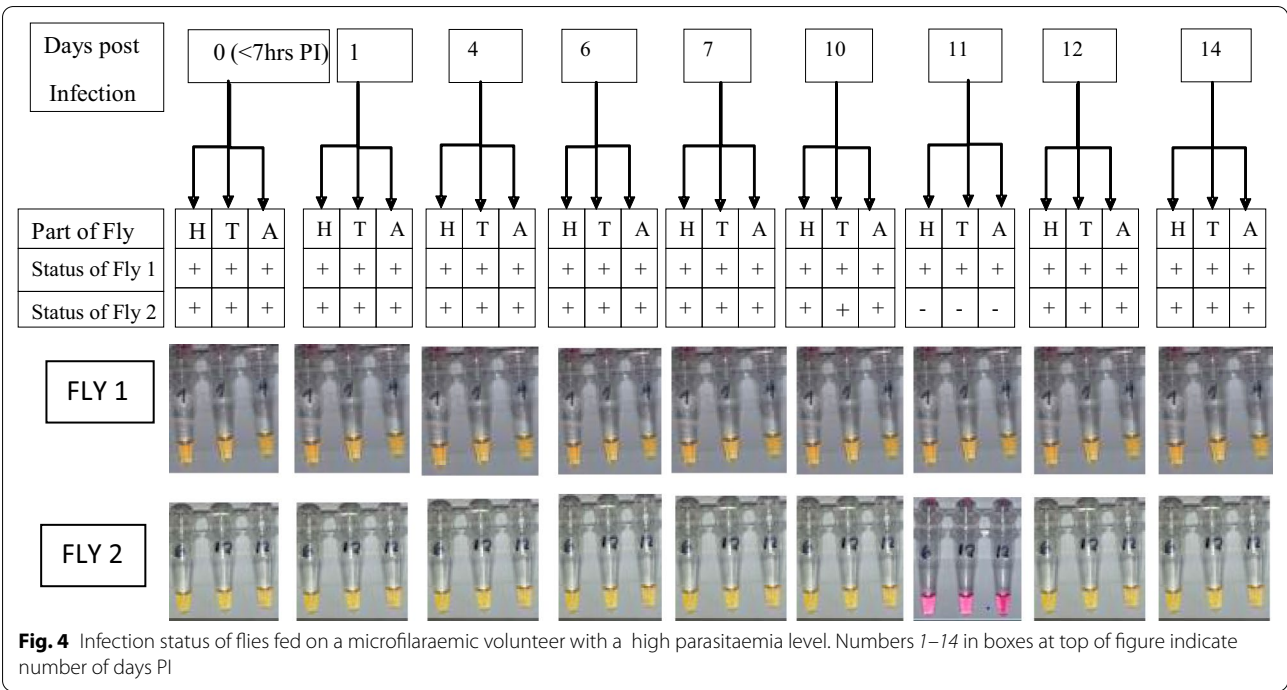 Days post
Infection
0 (<7hrs PI) 1 4 6 7 10 11 12 14
Part of Fly H T A H T A H T A H T A H T A H T A H T A H T A H T A
Status of Fly 1 + + + + + + + + + + + + + + + + + + + + + + + + + + +
Status of Fly 2 + + + + + + + + + + + + + + + + + + - - - + + + + + +
FLY 1
FLY 2
Fig. 4 Infection status of flies fed on a microfilaraemic volunteer with a high parasitaemia level. Numbers 1–14 in boxes at top of figure indicate
number of days PI